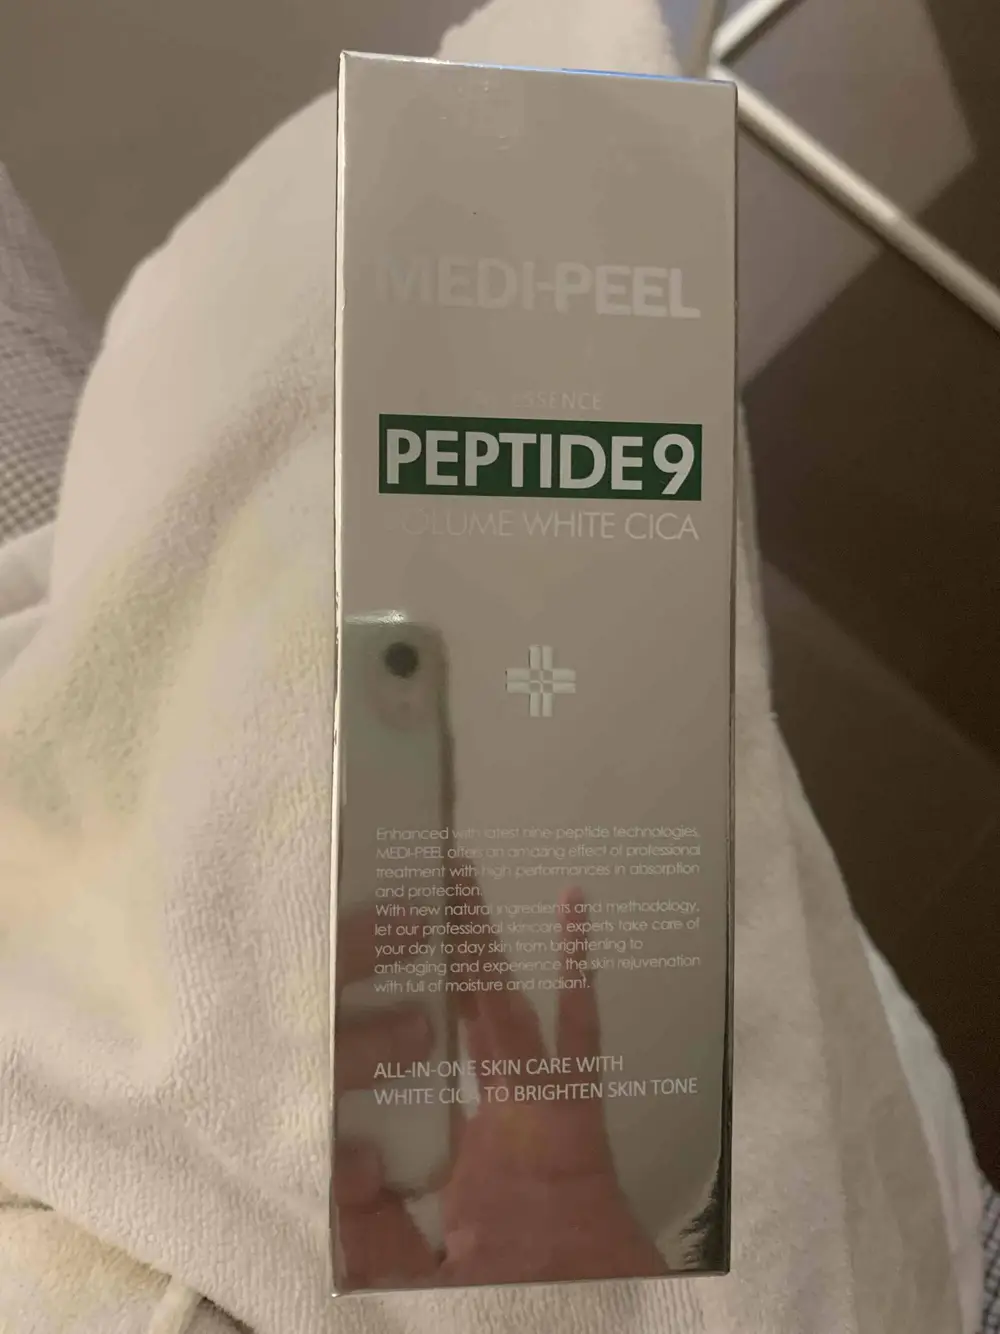 MEDI-PEEL
ESSENCE
PEPTIDE 9
VOLUME WHITE CICA
Enhanced with latest nine peptide technologies,
MEDI-PEEL offers an amazing effect of professional
treatment with high performances in absorption
and protection.
With new natural ingredients and methodology,
let our professional skincare experts take care of
your day to day skin from brightening to
anti-aging and experience the skin rejuvenation
with full of moisture and radiant.
ALL-IN-ONE SKIN CARE WITH
WHITE CICA TO BRIGHTEN SKIN TONE